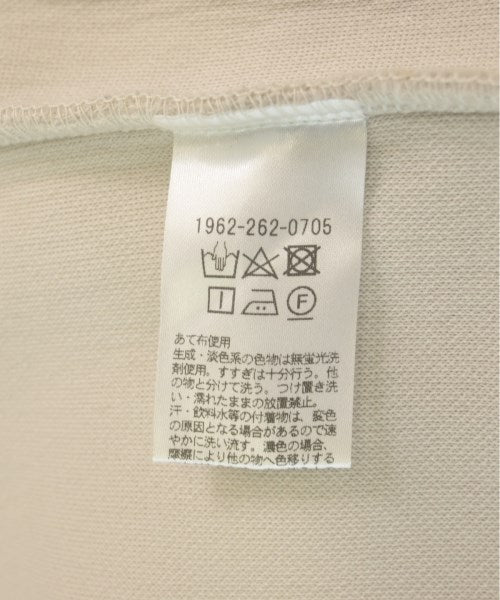 1962-262-0705
F
あて布使用
生成・淡色系の色物は無蛍光洗
剤使用。すすぎは十分行う。他
の物と分けて洗う。つけ置き洗
い・濡れたままの放置禁止。
汗・飲料水等の付着物は、変色
の原因となる場合があるので速
やかに洗い流す。濃色の場合、
摩擦により他の物へ色移りする